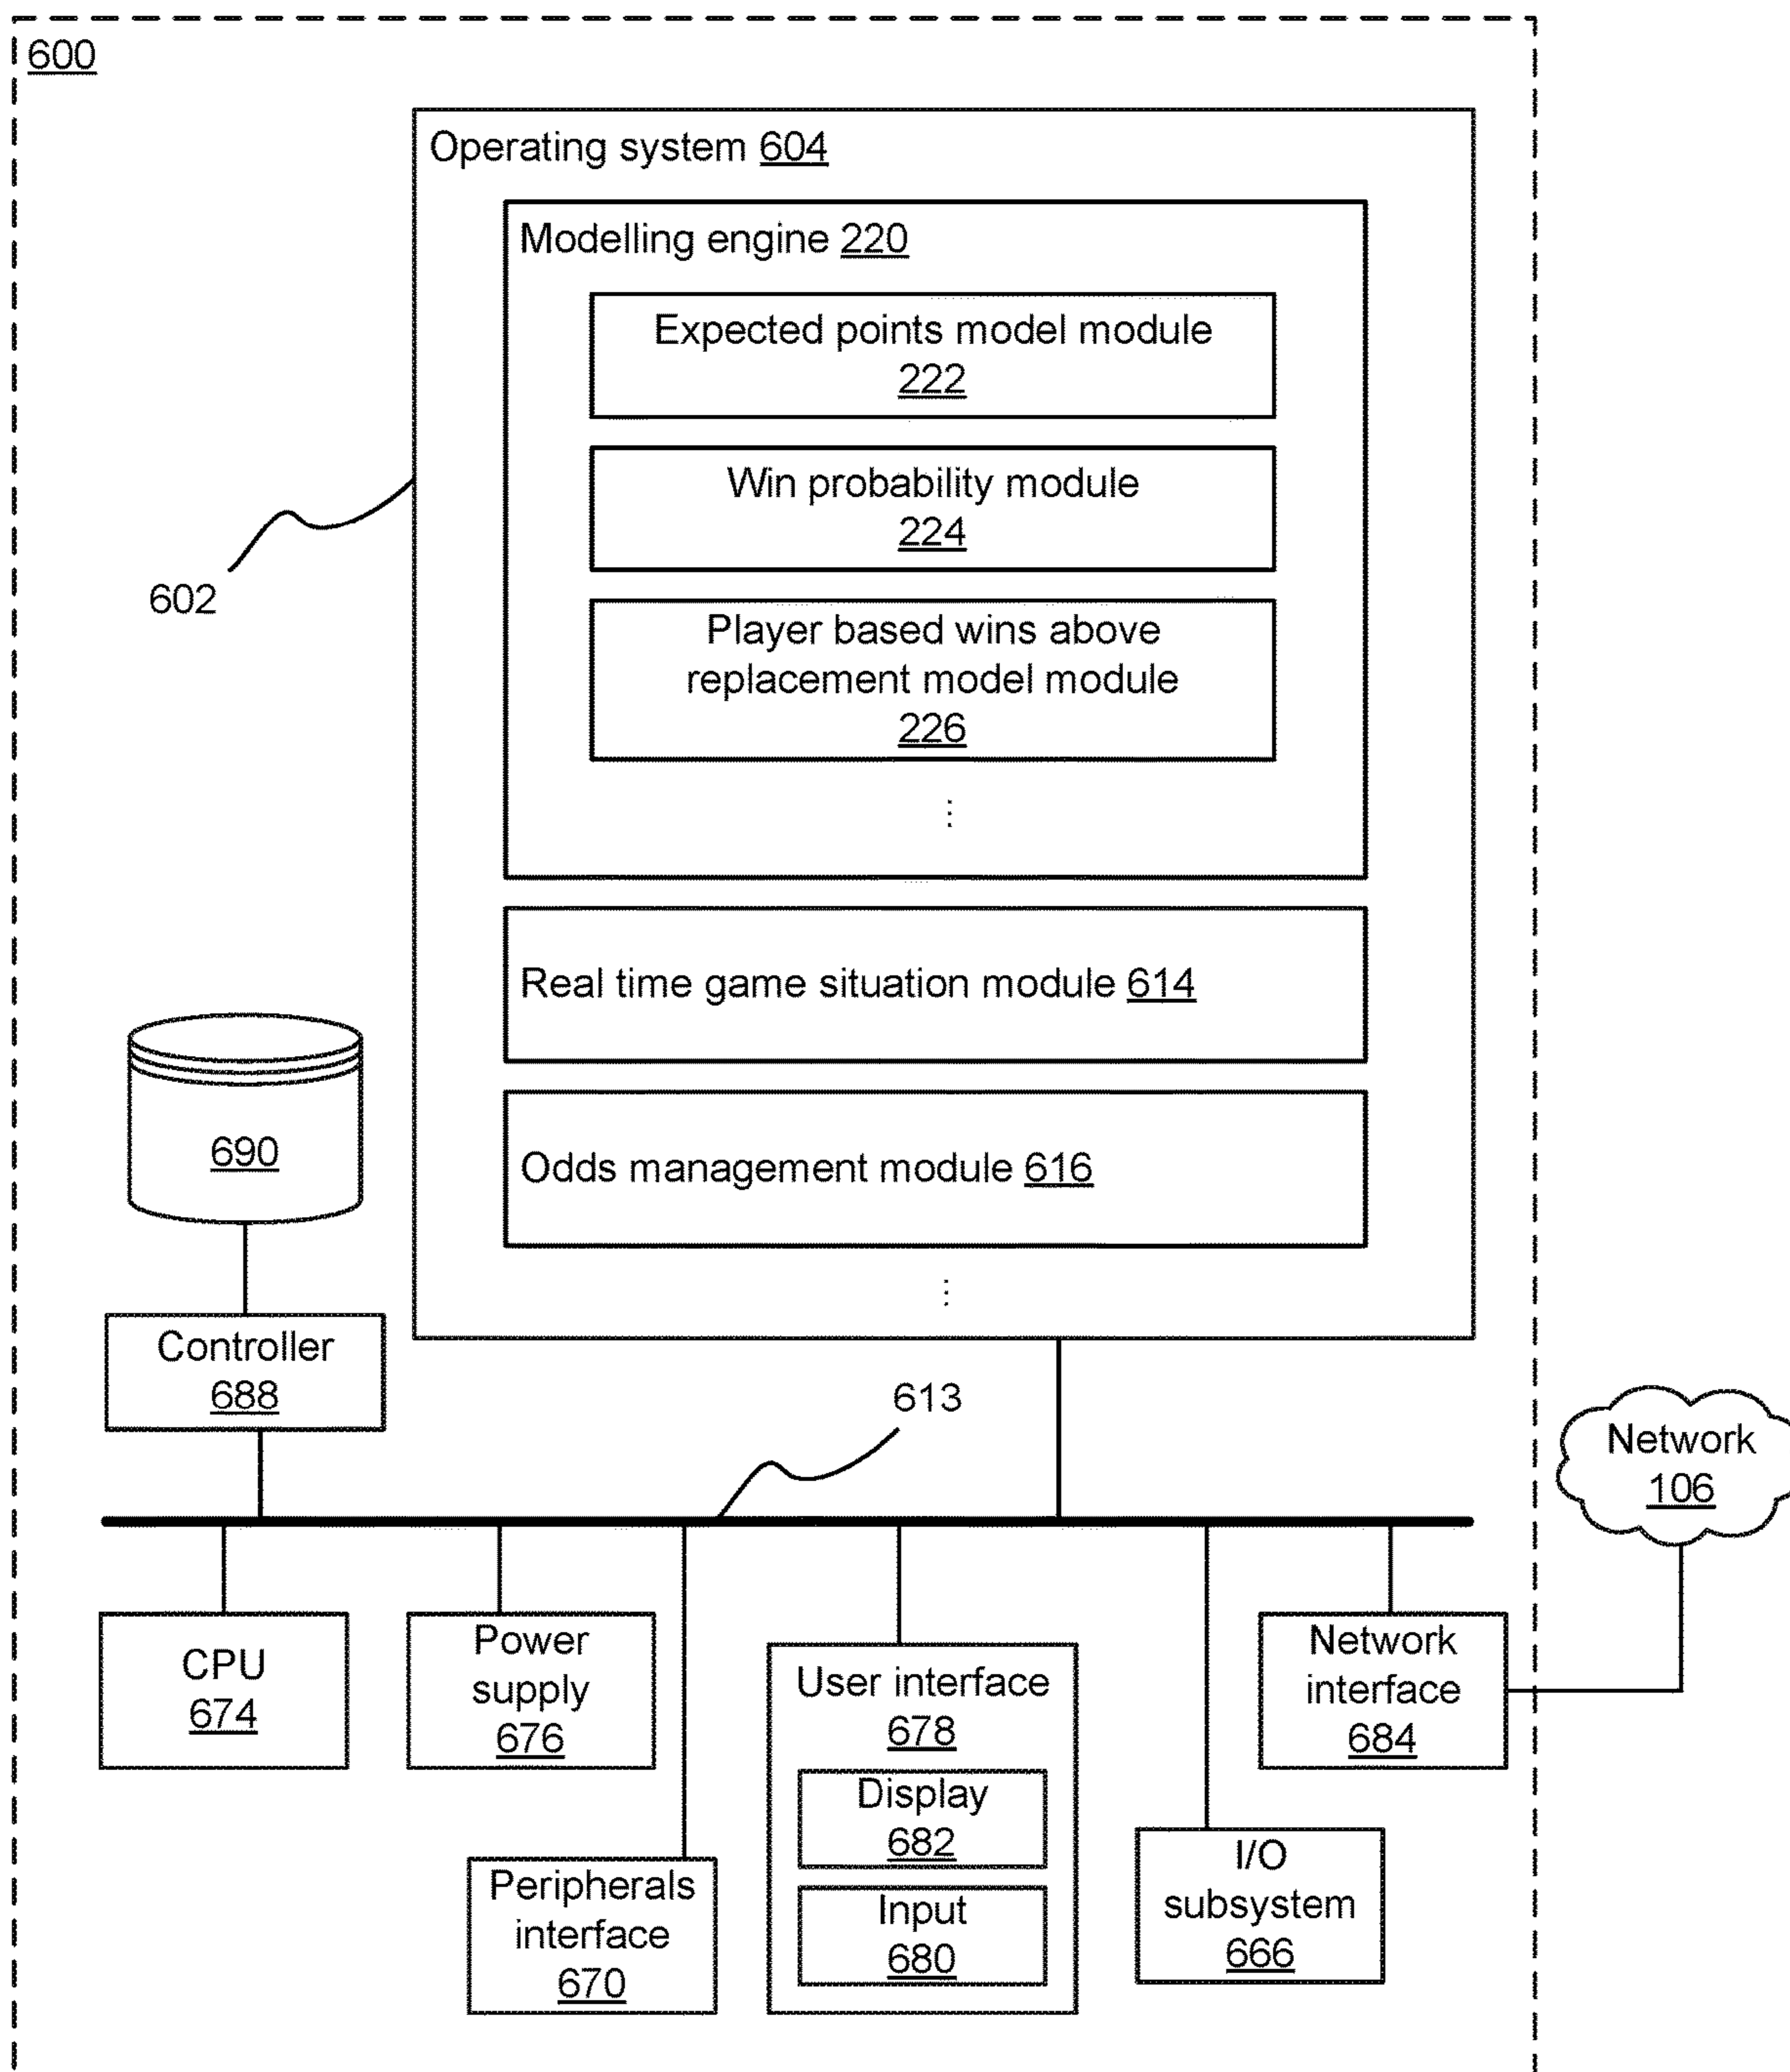 600
Operating system 604
Modelling engine 220
Expected points model module
222
Win probability module
224
Player based wins above
replacement model module
226
⋮
602
Real time game situation module 614
Odds management module 616
⋮
690
Controller
688
613
Network
106
CPU
674
Power
supply
676
Peripherals
interface
670
User interface
678
Display
682
Input
680
I/O
subsystem
666
Network
interface
684